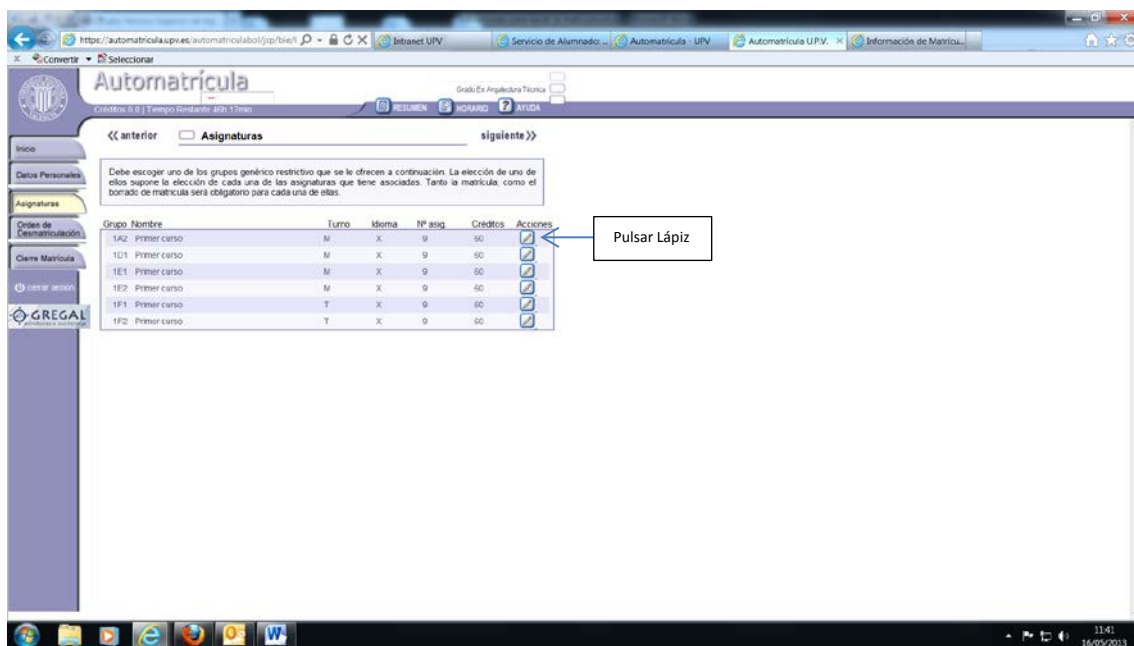 https://automatricula.upv.es/automatriculabol/jsp/bie/i
Intranet UPV
Servicio de Alumnado: ...
Automatrícula - UPV
Automatrícula U.P.V.
Información de Matrícu...
X Convertir
Seleccionar
Automatrícula
Grado En Arquitectura Técnica
Créditos 0.0 | Tiempo Restante 46h 17min
RESUMEN
HORARIO
AYUDA
<< anterior
Asignaturas
siguiente >>
Inicio
Datos Personales
Asignaturas
Orden de
Desmatriculación
Cierre Matrícula
cerrar sesión
GREGAL
Debe escoger uno de los grupos genérico restrictivo que se le ofrecen a continuación. La elección de uno de
ellos supone la elección de cada una de las asignaturas que tiene asociadas. Tanto la matrícula, como el
borrado de matrícula será obligatorio para cada una de ellas.
Grupo Nombre Turno Idioma Nº asig. Créditos Acciones
1A2 Primer curso M X 9 60
1D1 Primer curso M X 9 60
1E1 Primer curso M X 9 60
1E2 Primer curso M X 9 60
1F1 Primer curso T X 9 60
1F2 Primer curso T X 9 60
Pulsar Lápiz
11:41
16/05/2013